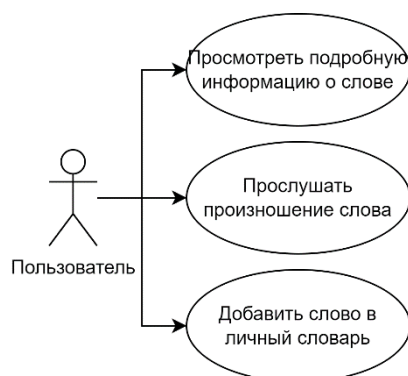 Просмотреть подробную
информацию о слове
Прослушать
произношение слова
Пользователь
Добавить слово в
личный словарь